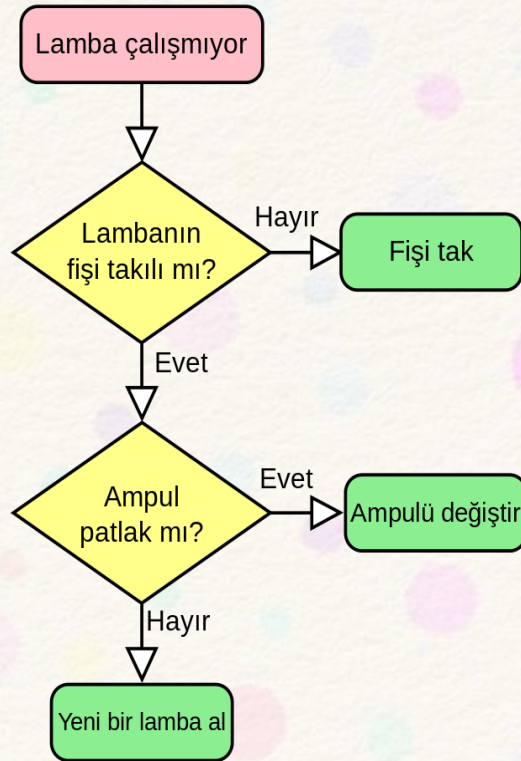 Lamba çalışmıyor
Lambanın
fişi takılı mı?
Hayır
Fişi tak
Evet
Ampul
patlak mı?
Evet
Ampulü değiştir
Hayır
Yeni bir lamba al